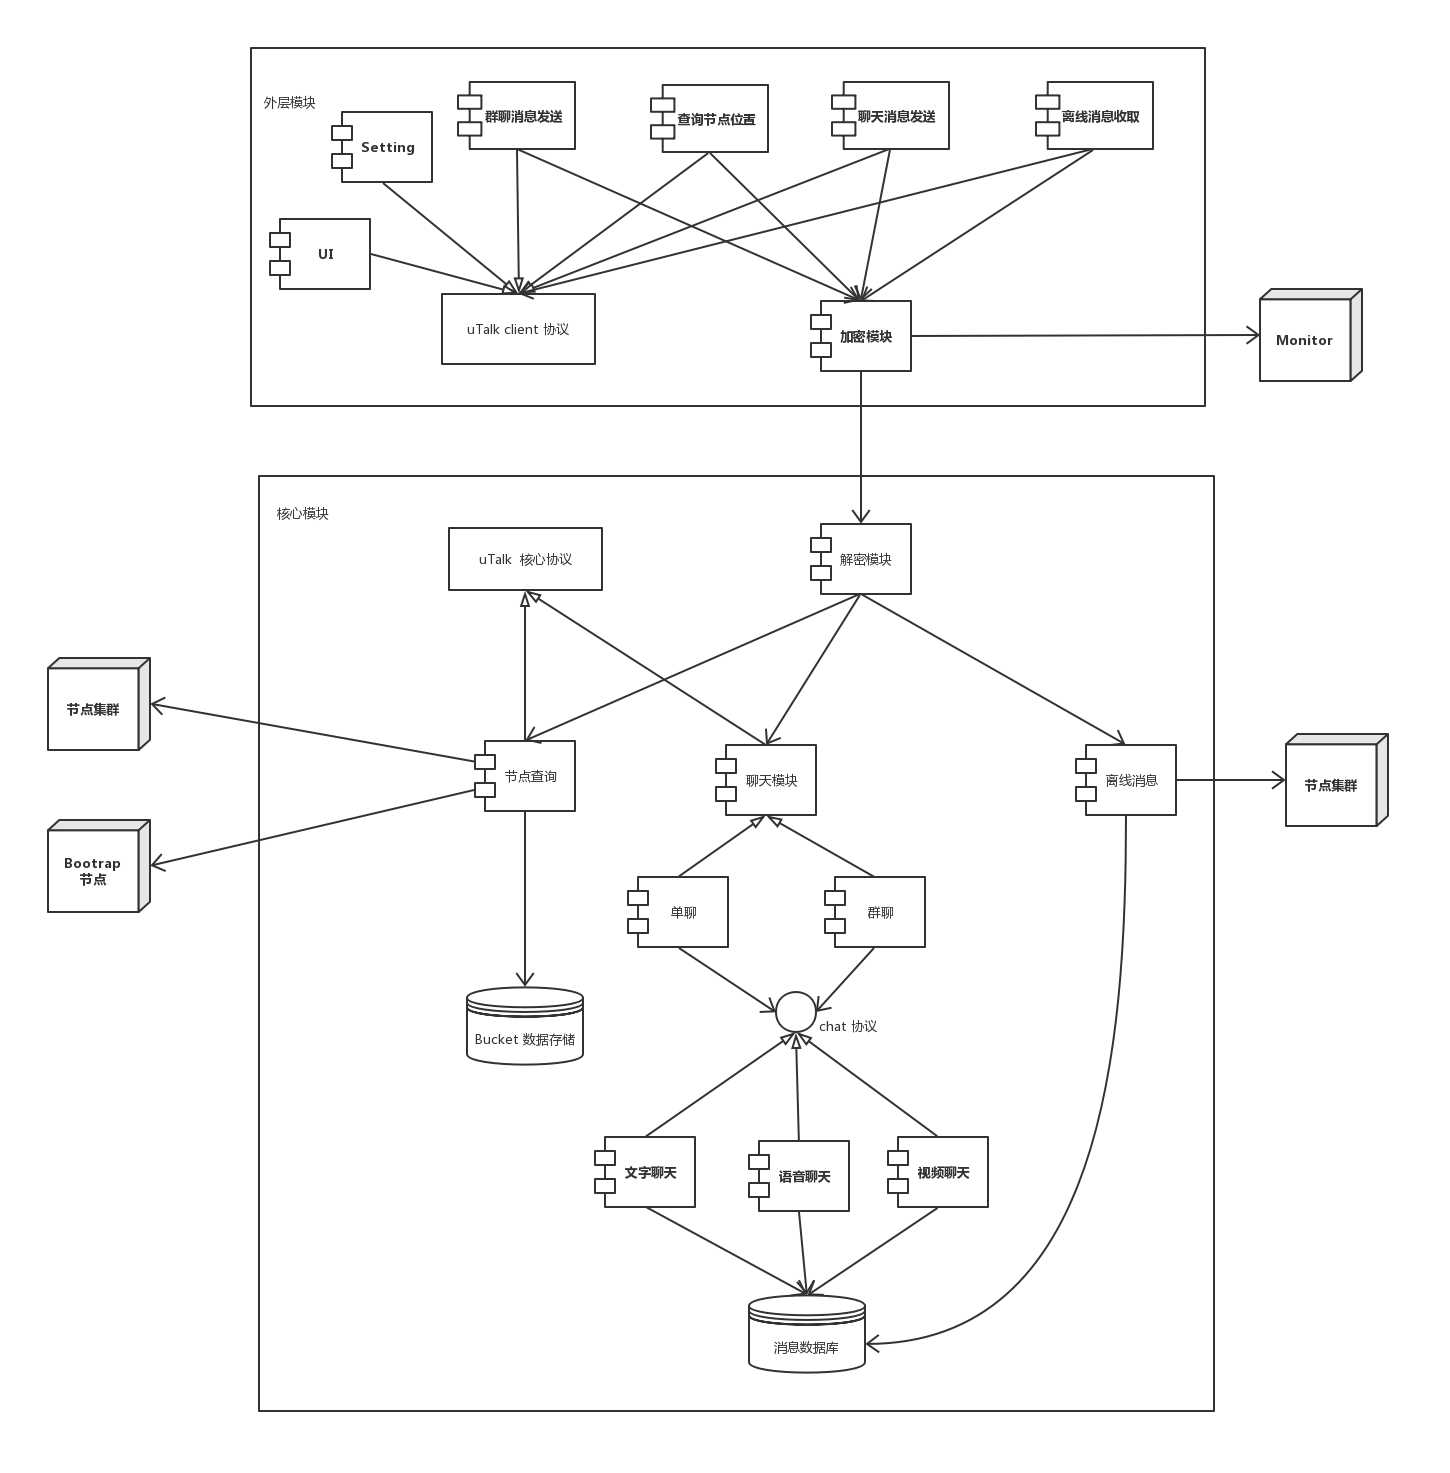 外层模块
群聊消息发送
查询节点位置
聊天消息发送
离线消息收取
Setting
UI
uTalk client 协议
加密模块
Monitor
核心模块
uTalk  核心协议
解密模块
节点集群
节点查询
聊天模块
离线消息
节点集群
Bootrap
节点
单聊
群聊
chat 协议
Bucket 数据存储
文字聊天
语音聊天
视频聊天
消息数据库